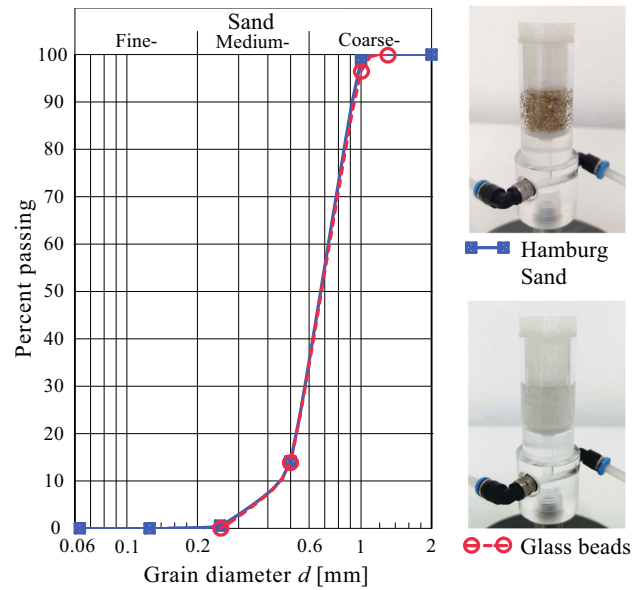 Sand
Fine-
Medium-
Coarse-
100
90
80
70
60
50
40
30
20
10
0
Percent passing
0.06
0.1
0.2
0.6
1
2
Grain diameter d [mm]
Hamburg
Sand
Glass beads